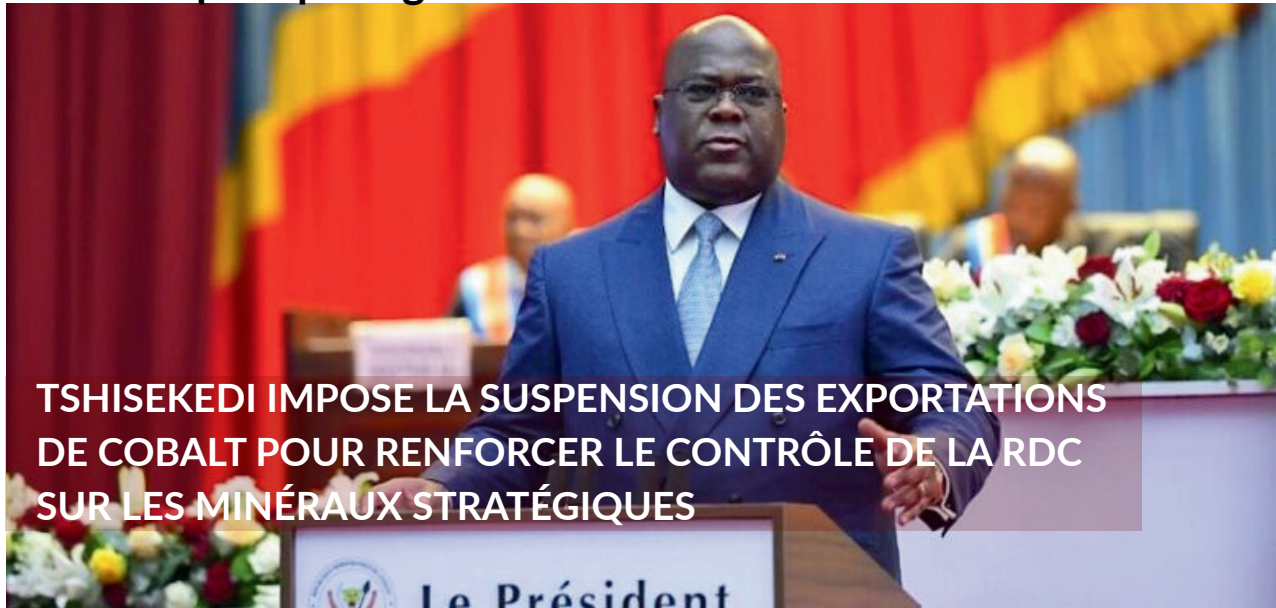 TSHISEKEDI IMPOSE LA SUSPENSION DES EXPORTATIONS
DE COBALT POUR RENFORCER LE CONTRÔLE DE LA RDC
SUR LES MINÉRAUX STRATÉGIQUES
Le Président